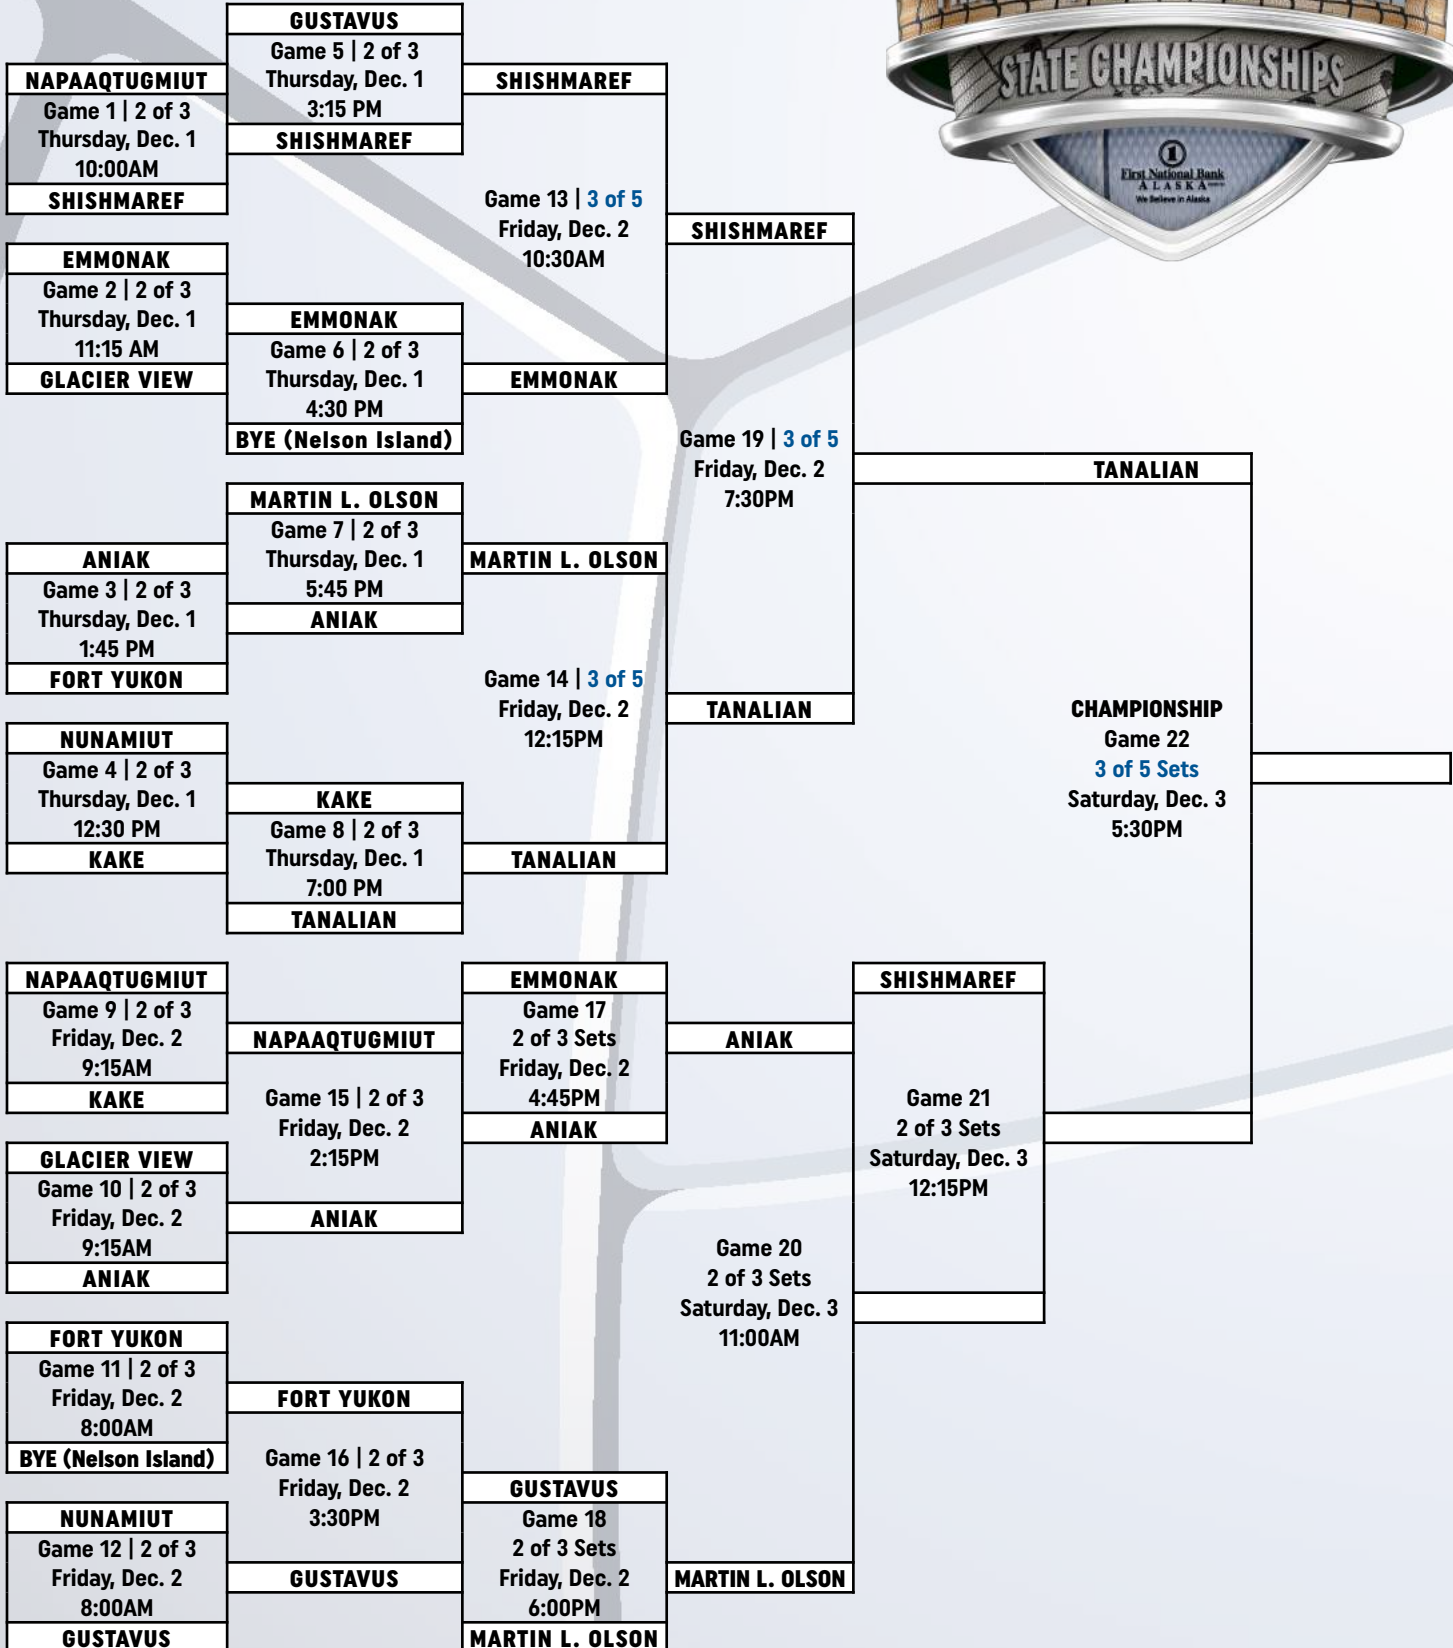 STATE CHAMPIONSHIPS
1
First National Bank
ALASKA
We Believe in Alaska
GUSTAVUS
Game 5 | 2 of 3
Thursday, Dec. 1
3:15 PM
SHISHMAREF
NAPAAQTUGMIUT
Game 1 | 2 of 3
Thursday, Dec. 1
10:00AM
SHISHMAREF
SHISHMAREF
Game 13 | 3 of 5
Friday, Dec. 2
10:30AM
EMMONAK
EMMONAK
Game 2 | 2 of 3
Thursday, Dec. 1
11:15 AM
GLACIER VIEW
EMMONAK
Game 6 | 2 of 3
Thursday, Dec. 1
4:30 PM
BYE (Nelson Island)
SHISHMAREF
Game 19 | 3 of 5
Friday, Dec. 2
7:30PM
TANALIAN
MARTIN L. OLSON
Game 7 | 2 of 3
Thursday, Dec. 1
5:45 PM
ANIAK
ANIAK
Game 3 | 2 of 3
Thursday, Dec. 1
1:45 PM
FORT YUKON
MARTIN L. OLSON
Game 14 | 3 of 5
Friday, Dec. 2
12:15PM
TANALIAN
NUNAMIUT
Game 4 | 2 of 3
Thursday, Dec. 1
12:30 PM
KAKE
KAKE
Game 8 | 2 of 3
Thursday, Dec. 1
7:00 PM
TANALIAN
TANALIAN
CHAMPIONSHIP
Game 22
3 of 5 Sets
Saturday, Dec. 3
5:30PM
NAPAAQTUGMIUT
Game 9 | 2 of 3
Friday, Dec. 2
9:15AM
KAKE
NAPAAQTUGMIUT
Game 15 | 2 of 3
Friday, Dec. 2
2:15PM
ANIAK
EMMONAK
Game 17
2 of 3 Sets
Friday, Dec. 2
4:45PM
ANIAK
ANIAK
Game 20
2 of 3 Sets
Saturday, Dec. 3
11:00AM
MARTIN L. OLSON
SHISHMAREF
Game 21
2 of 3 Sets
Saturday, Dec. 3
12:15PM
GLACIER VIEW
Game 10 | 2 of 3
Friday, Dec. 2
9:15AM
ANIAK
FORT YUKON
Game 11 | 2 of 3
Friday, Dec. 2
8:00AM
BYE (Nelson Island)
FORT YUKON
Game 16 | 2 of 3
Friday, Dec. 2
3:30PM
GUSTAVUS
NUNAMIUT
Game 12 | 2 of 3
Friday, Dec. 2
8:00AM
GUSTAVUS
GUSTAVUS
Game 18
2 of 3 Sets
Friday, Dec. 2
6:00PM
MARTIN L. OLSON